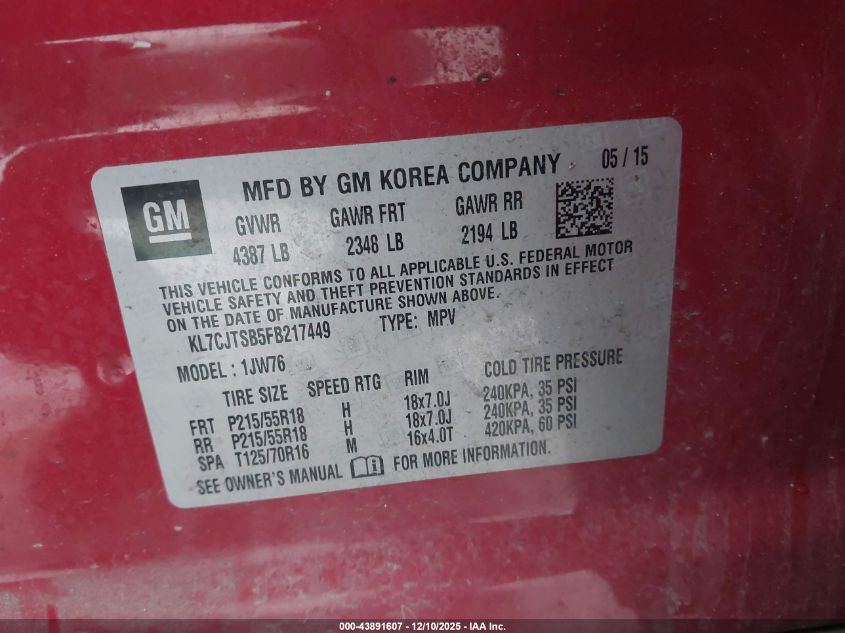 MFD BY GM KOREA COMPANY 05 / 15
GM
GVWR GAWR FRT GAWR RR
4387 LB 2348 LB 2194 LB
THIS VEHICLE CONFORMS TO ALL APPLICABLE U.S. FEDERAL MOTOR
VEHICLE SAFETY AND THEFT PREVENTION STANDARDS IN EFFECT
ON THE DATE OF MANUFACTURE SHOWN ABOVE.
KL7CJTSB5FB217449 TYPE: MPV
MODEL : 1JW76
TIRE SIZE SPEED RTG RIM COLD TIRE PRESSURE
FRT P215/55R18 H 18x7.0J 240KPA, 35 PSI
RR P215/55R18 H 18x7.0J 240KPA, 35 PSI
SPA T125/70R16 M 16x4.0T 420KPA, 60 PSI
SEE OWNER'S MANUAL FOR MORE INFORMATION.
000-43891607 - 12/10/2025 - IAA Inc.